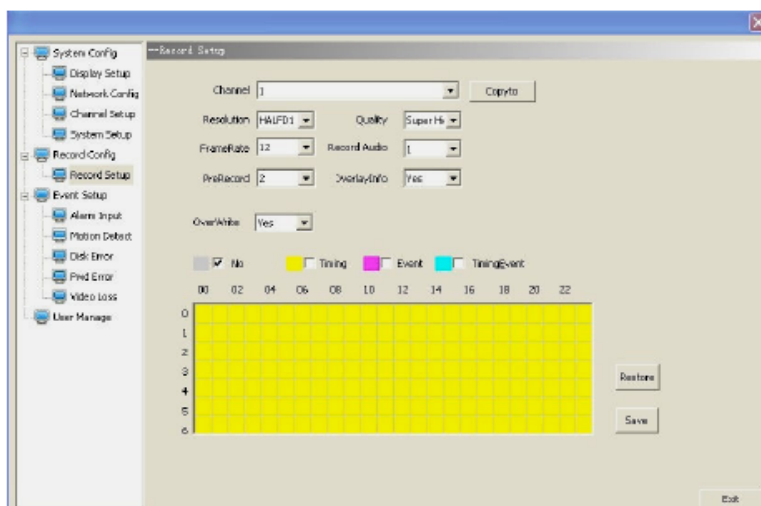 Record Setup
System Config
Display Setup
Network Config
Channel Setup
System Setup
Record Config
Record Setup
Event Setup
Alarm Input
Motion Detect
Disk Error
Pwd Error
Video Loss
User Manage
Channel 1 Copyto
Resolution HALFD1 Quality Super Hi
FrameRate 12 Record Audio 1
PreRecord 2 OverlayInfo Yes
OverWrite Yes
No Timing Event TimingEvent
00 02 04 06 08 10 12 14 16 18 20 22
0
1
2
3
4
5
6
Restore
Save
Exit